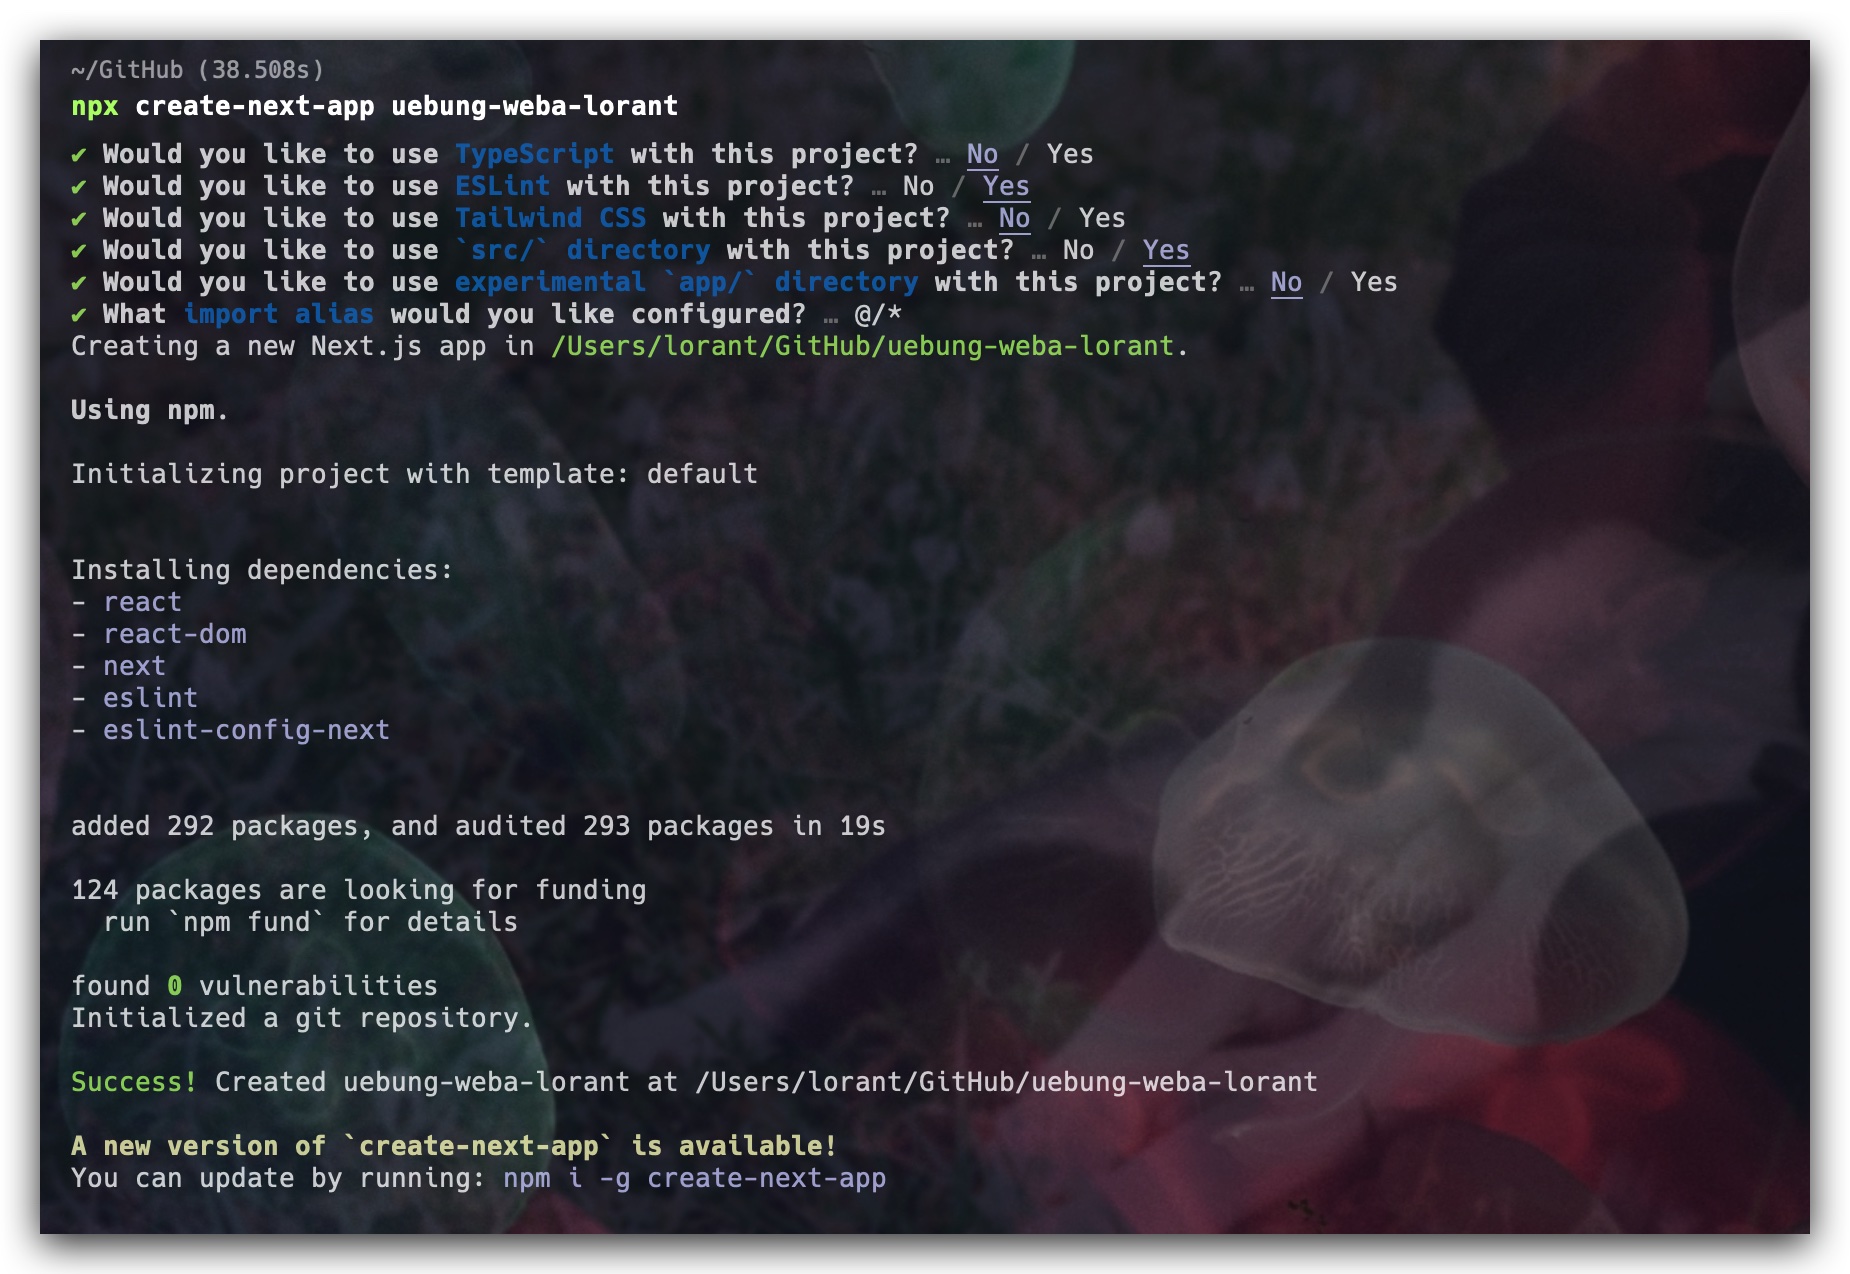 ~/GitHub (38.508s)
npx create-next-app uebung-weba-lorant
✔ Would you like to use TypeScript with this project? … No / Yes
✔ Would you like to use ESLint with this project? … No / Yes
✔ Would you like to use Tailwind CSS with this project? … No / Yes
✔ Would you like to use `src/` directory with this project? … No / Yes
✔ Would you like to use experimental `app/` directory with this project? … No / Yes
✔ What import alias would you like configured? … @/*
Creating a new Next.js app in /Users/lorant/GitHub/uebung-weba-lorant.
Using npm.
Initializing project with template: default
Installing dependencies:
- react
- react-dom
- next
- eslint
- eslint-config-next
added 292 packages, and audited 293 packages in 19s
124 packages are looking for funding
  run `npm fund` for details
found 0 vulnerabilities
Initialized a git repository.
Success! Created uebung-weba-lorant at /Users/lorant/GitHub/uebung-weba-lorant
A new version of `create-next-app` is available!
You can update by running: npm i -g create-next-app